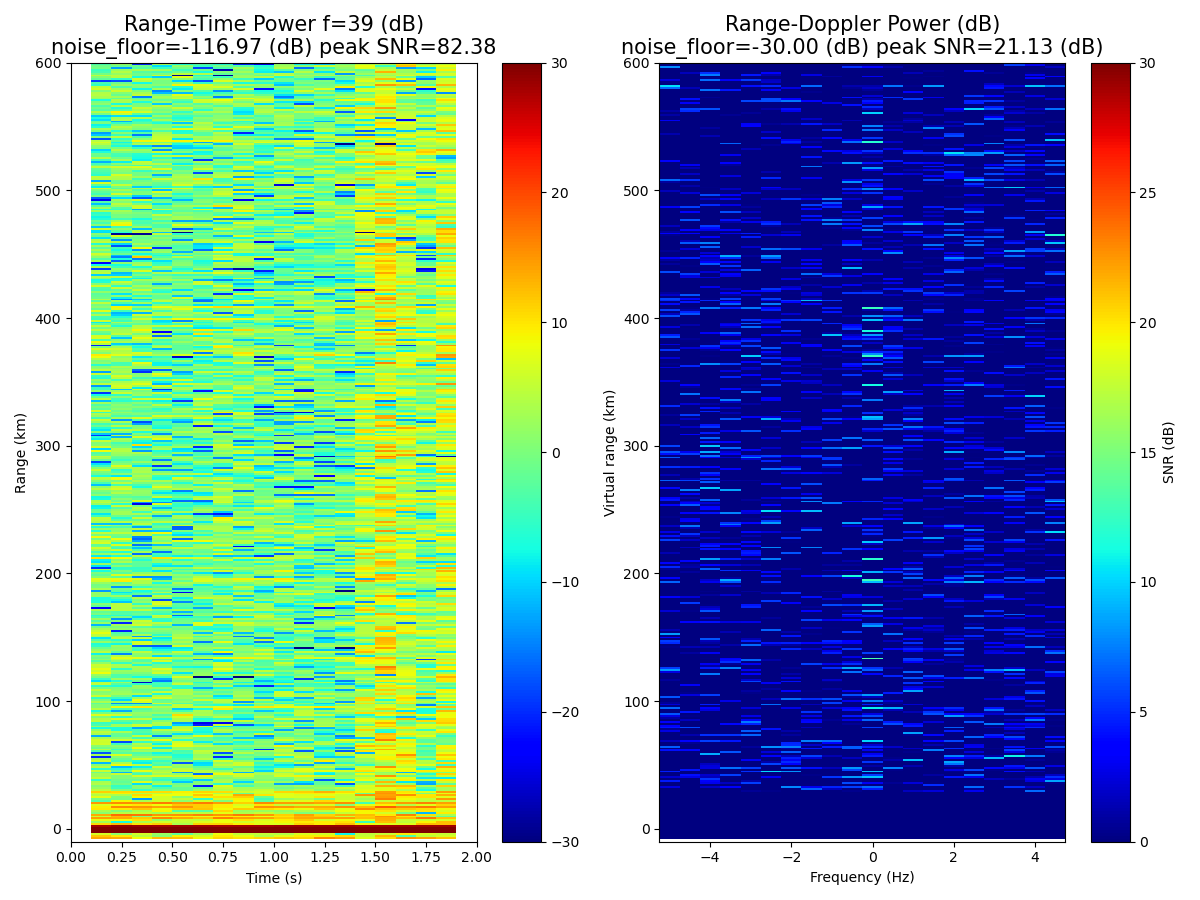 Range-Time Power f=39 (dB)
noise_floor=-116.97 (dB) peak SNR=82.38
Range (km)
600
500
400
300
200
100
0
0.00 0.25 0.50 0.75 1.00 1.25 1.50 1.75 2.00
Time (s)
30
20
10
0
−10
−20
−30
Range-Doppler Power (dB)
noise_floor=-30.00 (dB) peak SNR=21.13 (dB)
Virtual range (km)
600
500
400
300
200
100
0
−4 −2 0 2 4
Frequency (Hz)
30
25
20
15
10
5
0
SNR (dB)